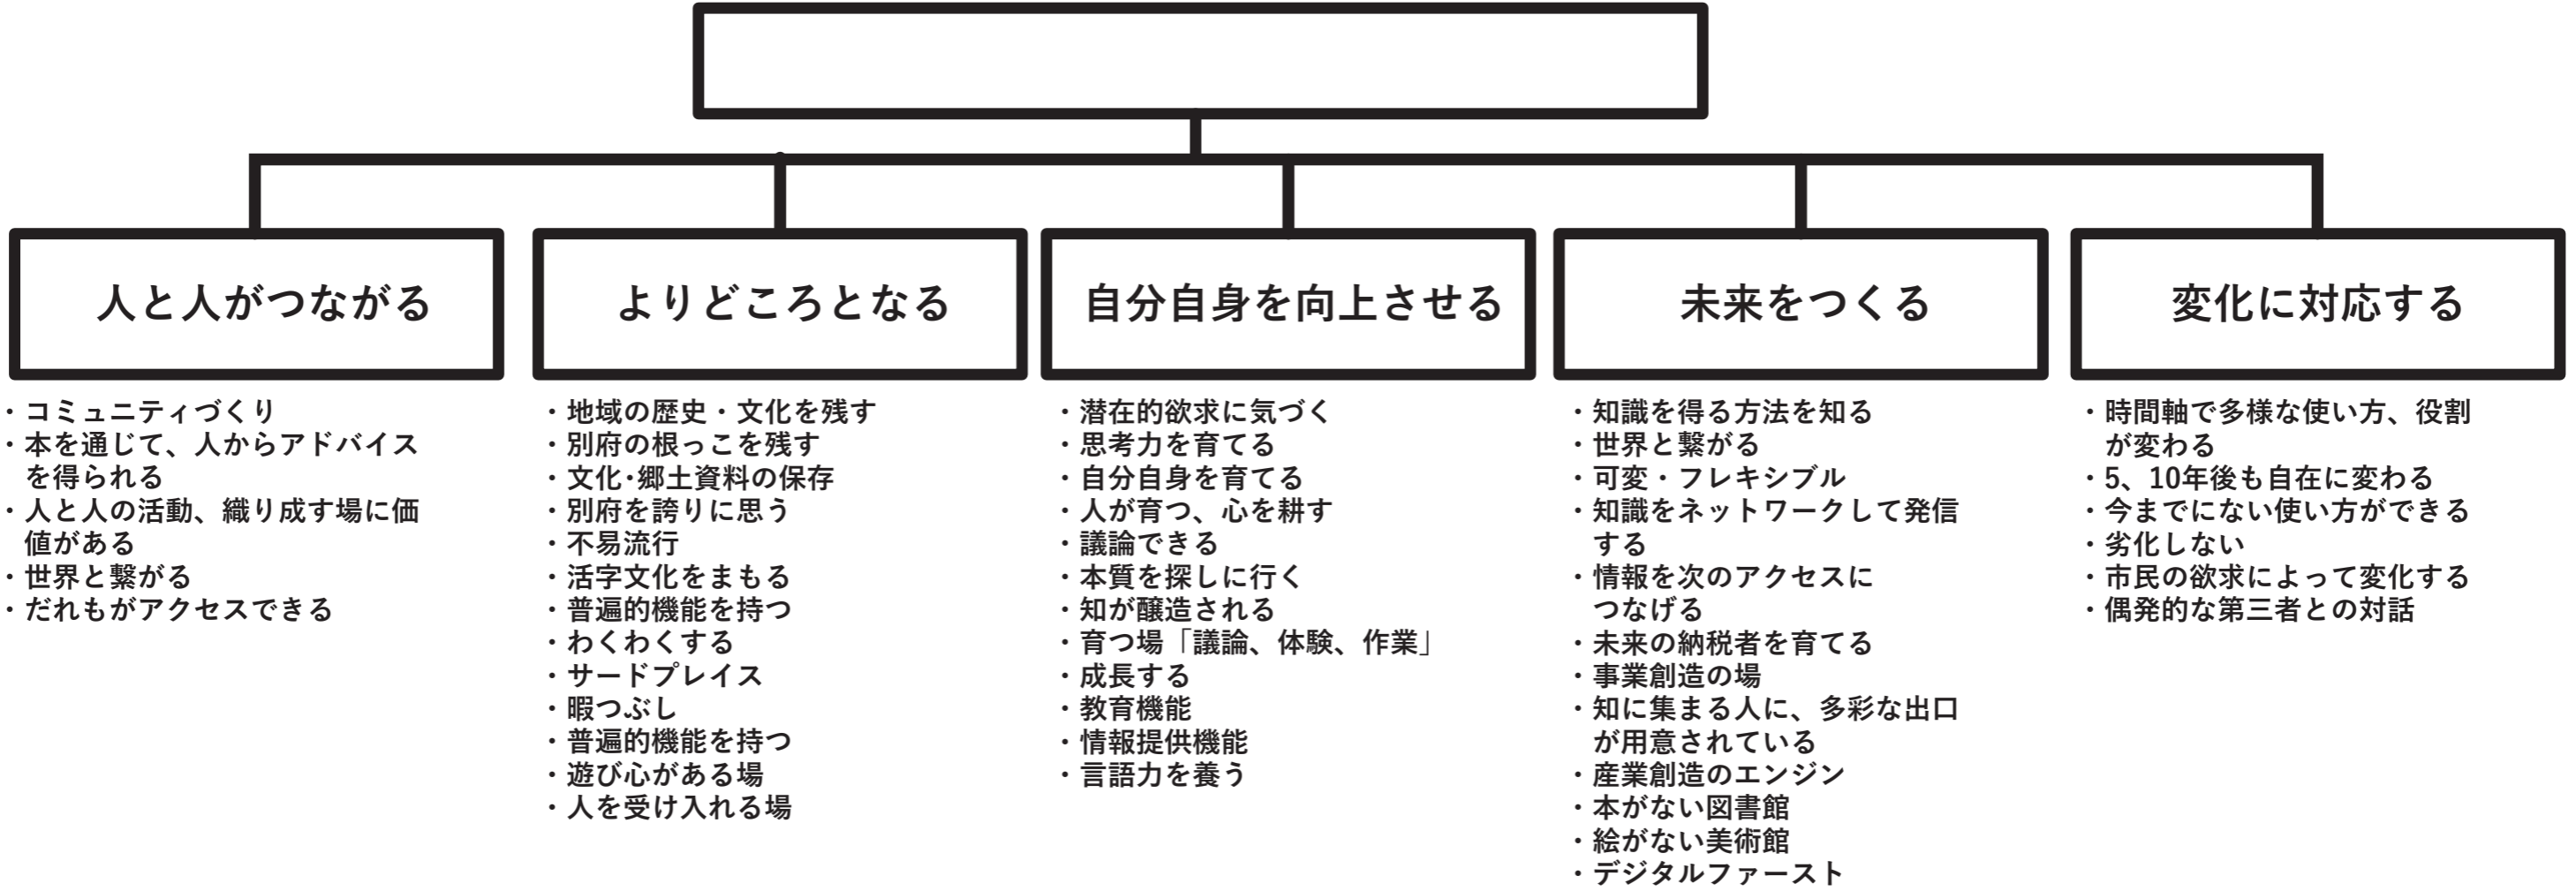 人と人がつながる
・コミュニティづくり
・本を通じて、人からアドバイス
を得られる
・人と人の活動、織り成す場に価
値がある
・世界と繋がる
・だれもがアクセスできる
よりどころとなる
・地域の歴史・文化を残す
・別府の根っこを残す
・文化･郷土資料の保存
・別府を誇りに思う
・不易流行
・活字文化をまもる
・普遍的機能を持つ
・わくわくする
・サードプレイス
・暇つぶし
・普遍的機能を持つ
・遊び心がある場
・人を受け入れる場
自分自身を向上させる
・潜在的欲求に気づく
・思考力を育てる
・自分自身を育てる
・人が育つ、心を耕す
・議論できる
・本質を探しに行く
・知が醸造される
・育つ場「議論、体験、作業」
・成長する
・教育機能
・情報提供機能
・言語力を養う
未来をつくる
・知識を得る方法を知る
・世界と繋がる
・可変・フレキシブル
・知識をネットワークして発信
する
・情報を次のアクセスに
つなげる
・未来の納税者を育てる
・事業創造の場
・知に集まる人に、多彩な出口
が用意されている
・産業創造のエンジン
・本がない図書館
・絵がない美術館
・デジタルファースト
変化に対応する
・時間軸で多様な使い方、役割
が変わる
・5、10年後も自在に変わる
・今までにない使い方ができる
・劣化しない
・市民の欲求によって変化する
・偶発的な第三者との対話